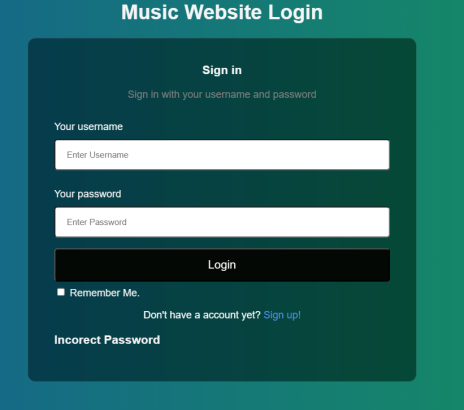 Music Website Login
Sign in
Sign in with your username and password
Your username
Enter Username
Your password
Enter Password
Login
Remember Me.
Don't have a account yet? Sign up!
Incorect Password